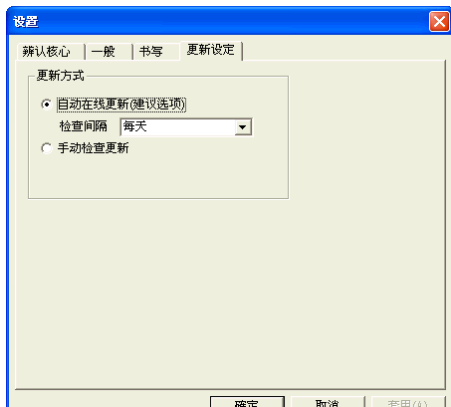 设置
辨认核心 一般 书写 更新设定
更新方式
自动在线更新(建议选项)
检查间隔 每天
手动检查更新
确定 取消 套用(A)